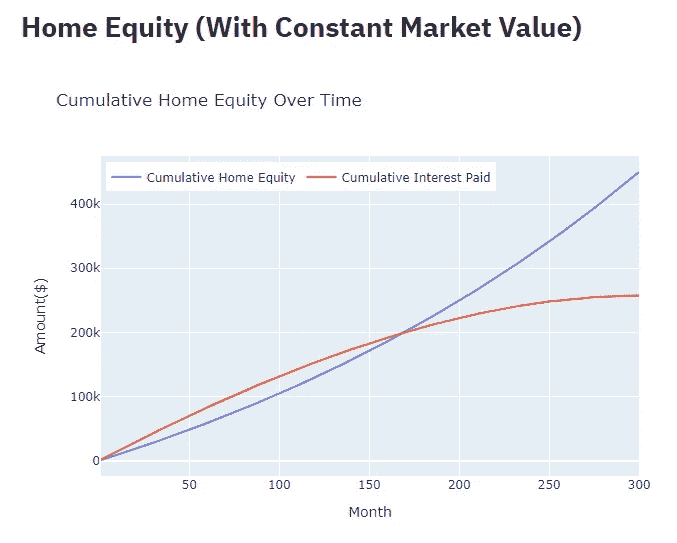 Home Equity (With Constant Market Value)
Cumulative Home Equity Over Time
Cumulative Home Equity Cumulative Interest Paid
400k
300k
200k
100k
0
Amount($)
50 100 150 200 250 300
Month